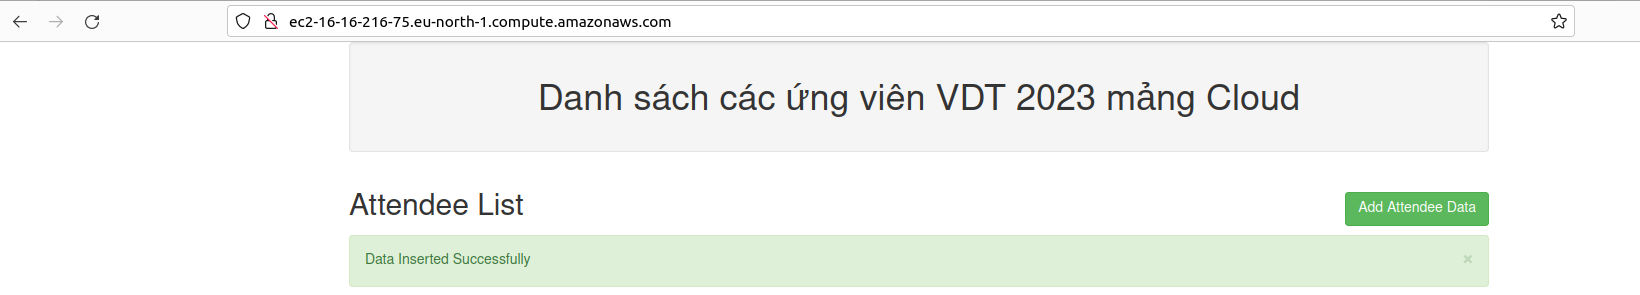 ec2-16-16-216-75.eu-north-1.compute.amazonaws.com
Danh sách các ứng viên VDT 2023 mảng Cloud
Attendee List
Add Attendee Data
Data Inserted Successfully
×